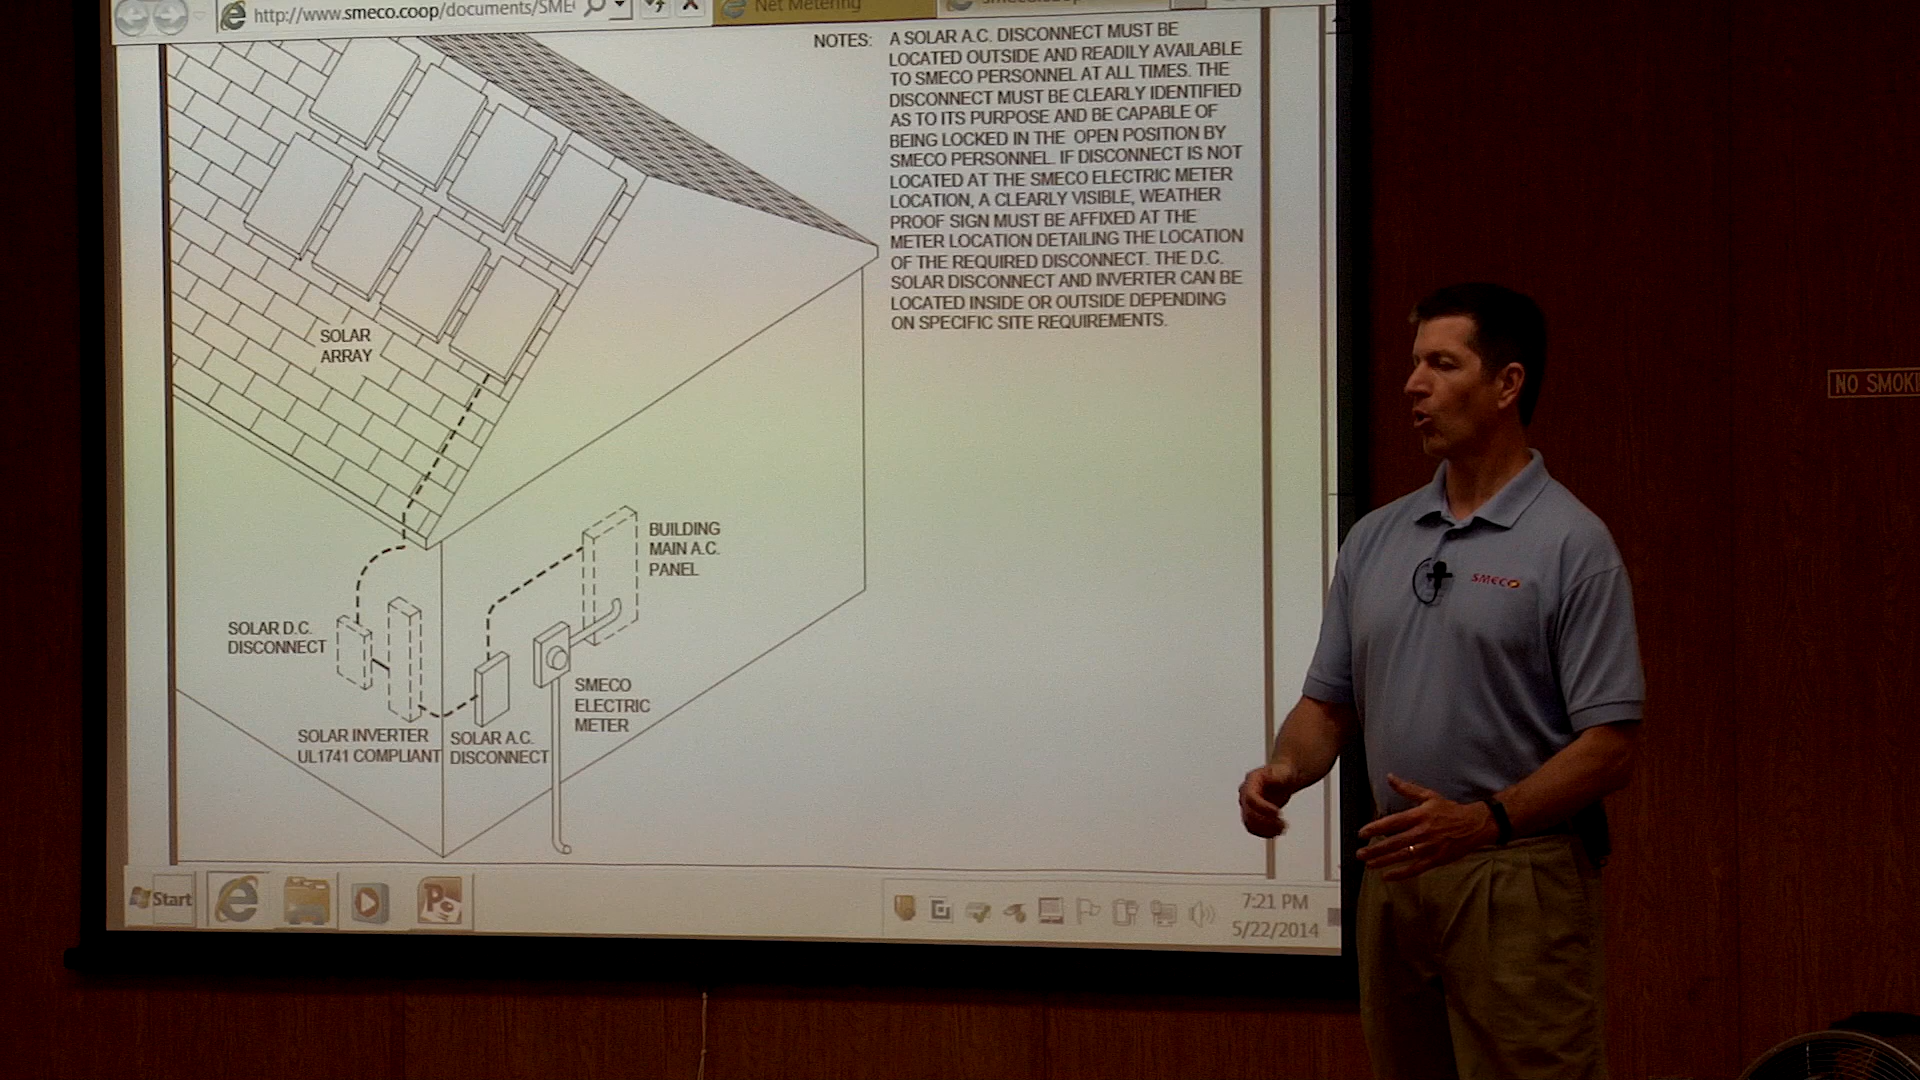 http://www.smeco.coop/documents/SME
Net Metering
NOTES: A SOLAR A.C. DISCONNECT MUST BE
LOCATED OUTSIDE AND READILY AVAILABLE
TO SMECO PERSONNEL AT ALL TIMES. THE
DISCONNECT MUST BE CLEARLY IDENTIFIED
AS TO ITS PURPOSE AND BE CAPABLE OF
BEING LOCKED IN THE OPEN POSITION BY
SMECO PERSONNEL. IF DISCONNECT IS NOT
LOCATED AT THE SMECO ELECTRIC METER
LOCATION, A CLEARLY VISIBLE, WEATHER
PROOF SIGN MUST BE AFFIXED AT THE
METER LOCATION DETAILING THE LOCATION
OF THE REQUIRED DISCONNECT. THE D.C.
SOLAR DISCONNECT AND INVERTER CAN BE
LOCATED INSIDE OR OUTSIDE DEPENDING
ON SPECIFIC SITE REQUIREMENTS.
SOLAR
ARRAY
BUILDING
MAIN A.C.
PANEL
SOLAR D.C.
DISCONNECT
SMECO
ELECTRIC
METER
SOLAR INVERTER
UL1741 COMPLIANT
SOLAR A.C.
DISCONNECT
Start
7:21 PM
5/22/2014
SMECO
NO SMOKI